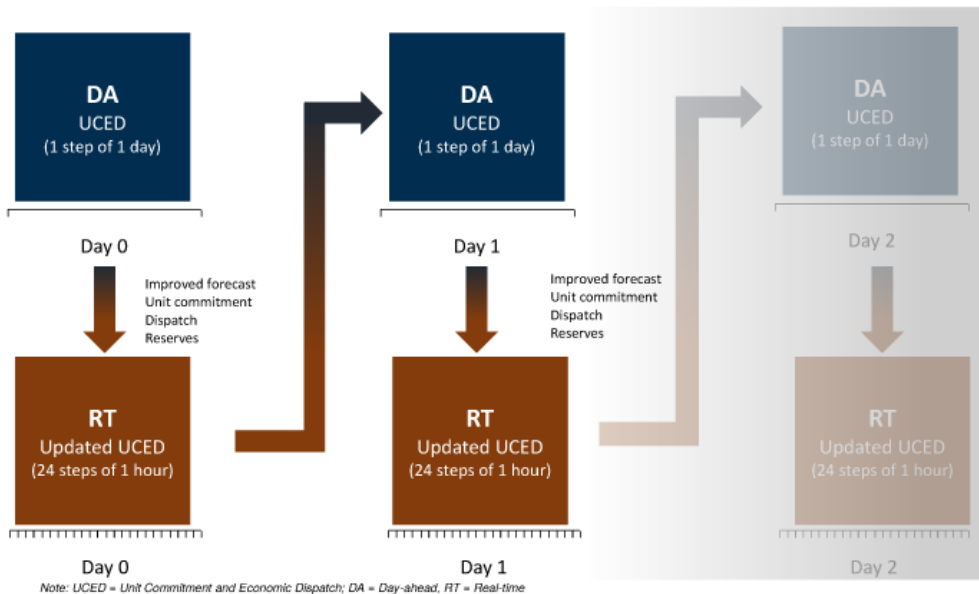 DA
UCED
(1 step of 1 day)
Day 0
Improved forecast
Unit commitment
Dispatch
Reserves
RT
Updated UCED
(24 steps of 1 hour)
Day 0
DA
UCED
(1 step of 1 day)
Day 1
Improved forecast
Unit commitment
Dispatch
Reserves
RT
Updated UCED
(24 steps of 1 hour)
Day 1
DA
UCED
(1 step of 1 day)
Day 2
RT
Updated UCED
(24 steps of 1 hour)
Day 2
Note: UCED = Unit Commitment and Economic Dispatch; DA = Day-ahead, RT = Real-time